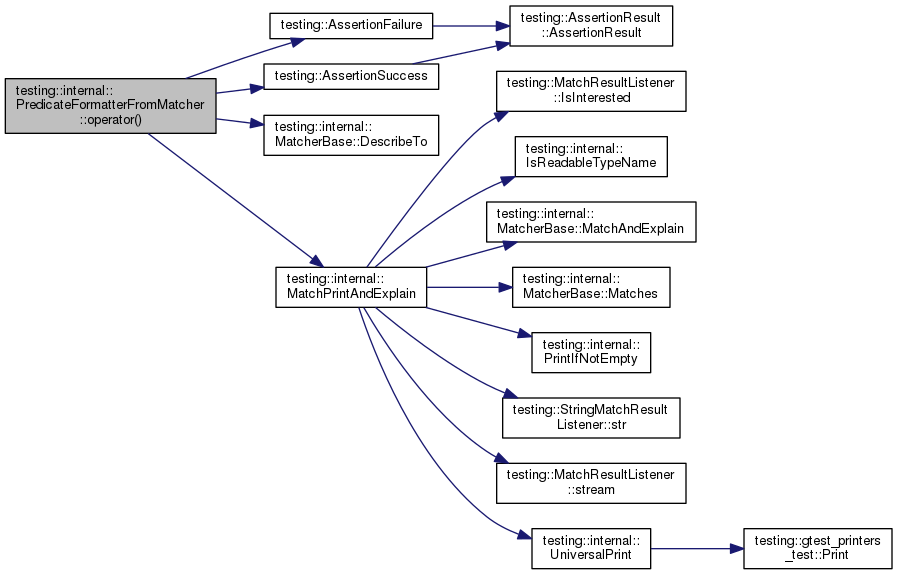 testing::internal::
PredicateFormatterFromMatcher
::operator()
testing::AssertionFailure
testing::AssertionSuccess
testing::internal::
MatcherBase::DescribeTo
testing::internal::
MatchPrintAndExplain
testing::AssertionResult
::AssertionResult
testing::MatchResultListener
::IsInterested
testing::internal::
IsReadableTypeName
testing::internal::
MatcherBase::MatchAndExplain
testing::internal::
MatcherBase::Matches
testing::internal::
PrintIfNotEmpty
testing::StringMatchResult
Listener::str
testing::MatchResultListener
::stream
testing::internal::
UniversalPrint
testing::gtest_printers
_test::Print